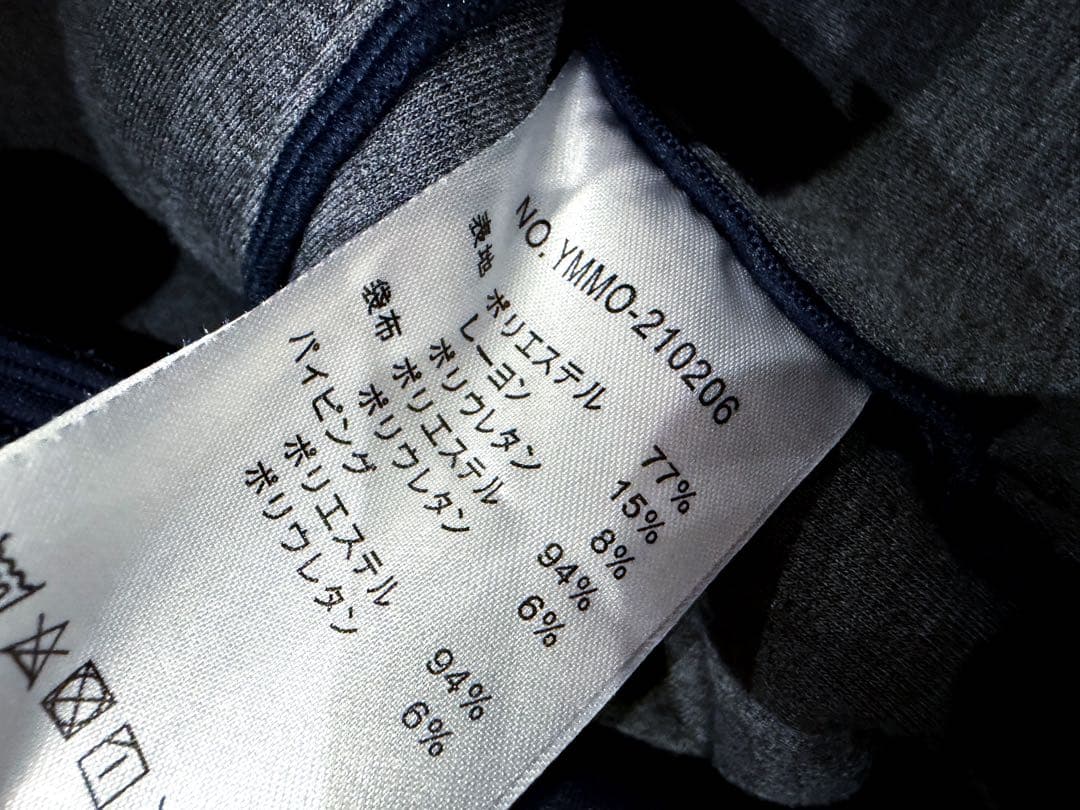 NO. YMMO-210206
表地 ポリエステル 77%
レーヨン 15%
ポリウレタン 8%
袋布 ポリエステル 94%
ポリウレタン 6%
パイピング
ポリエステル 94%
ポリウレタン 6%